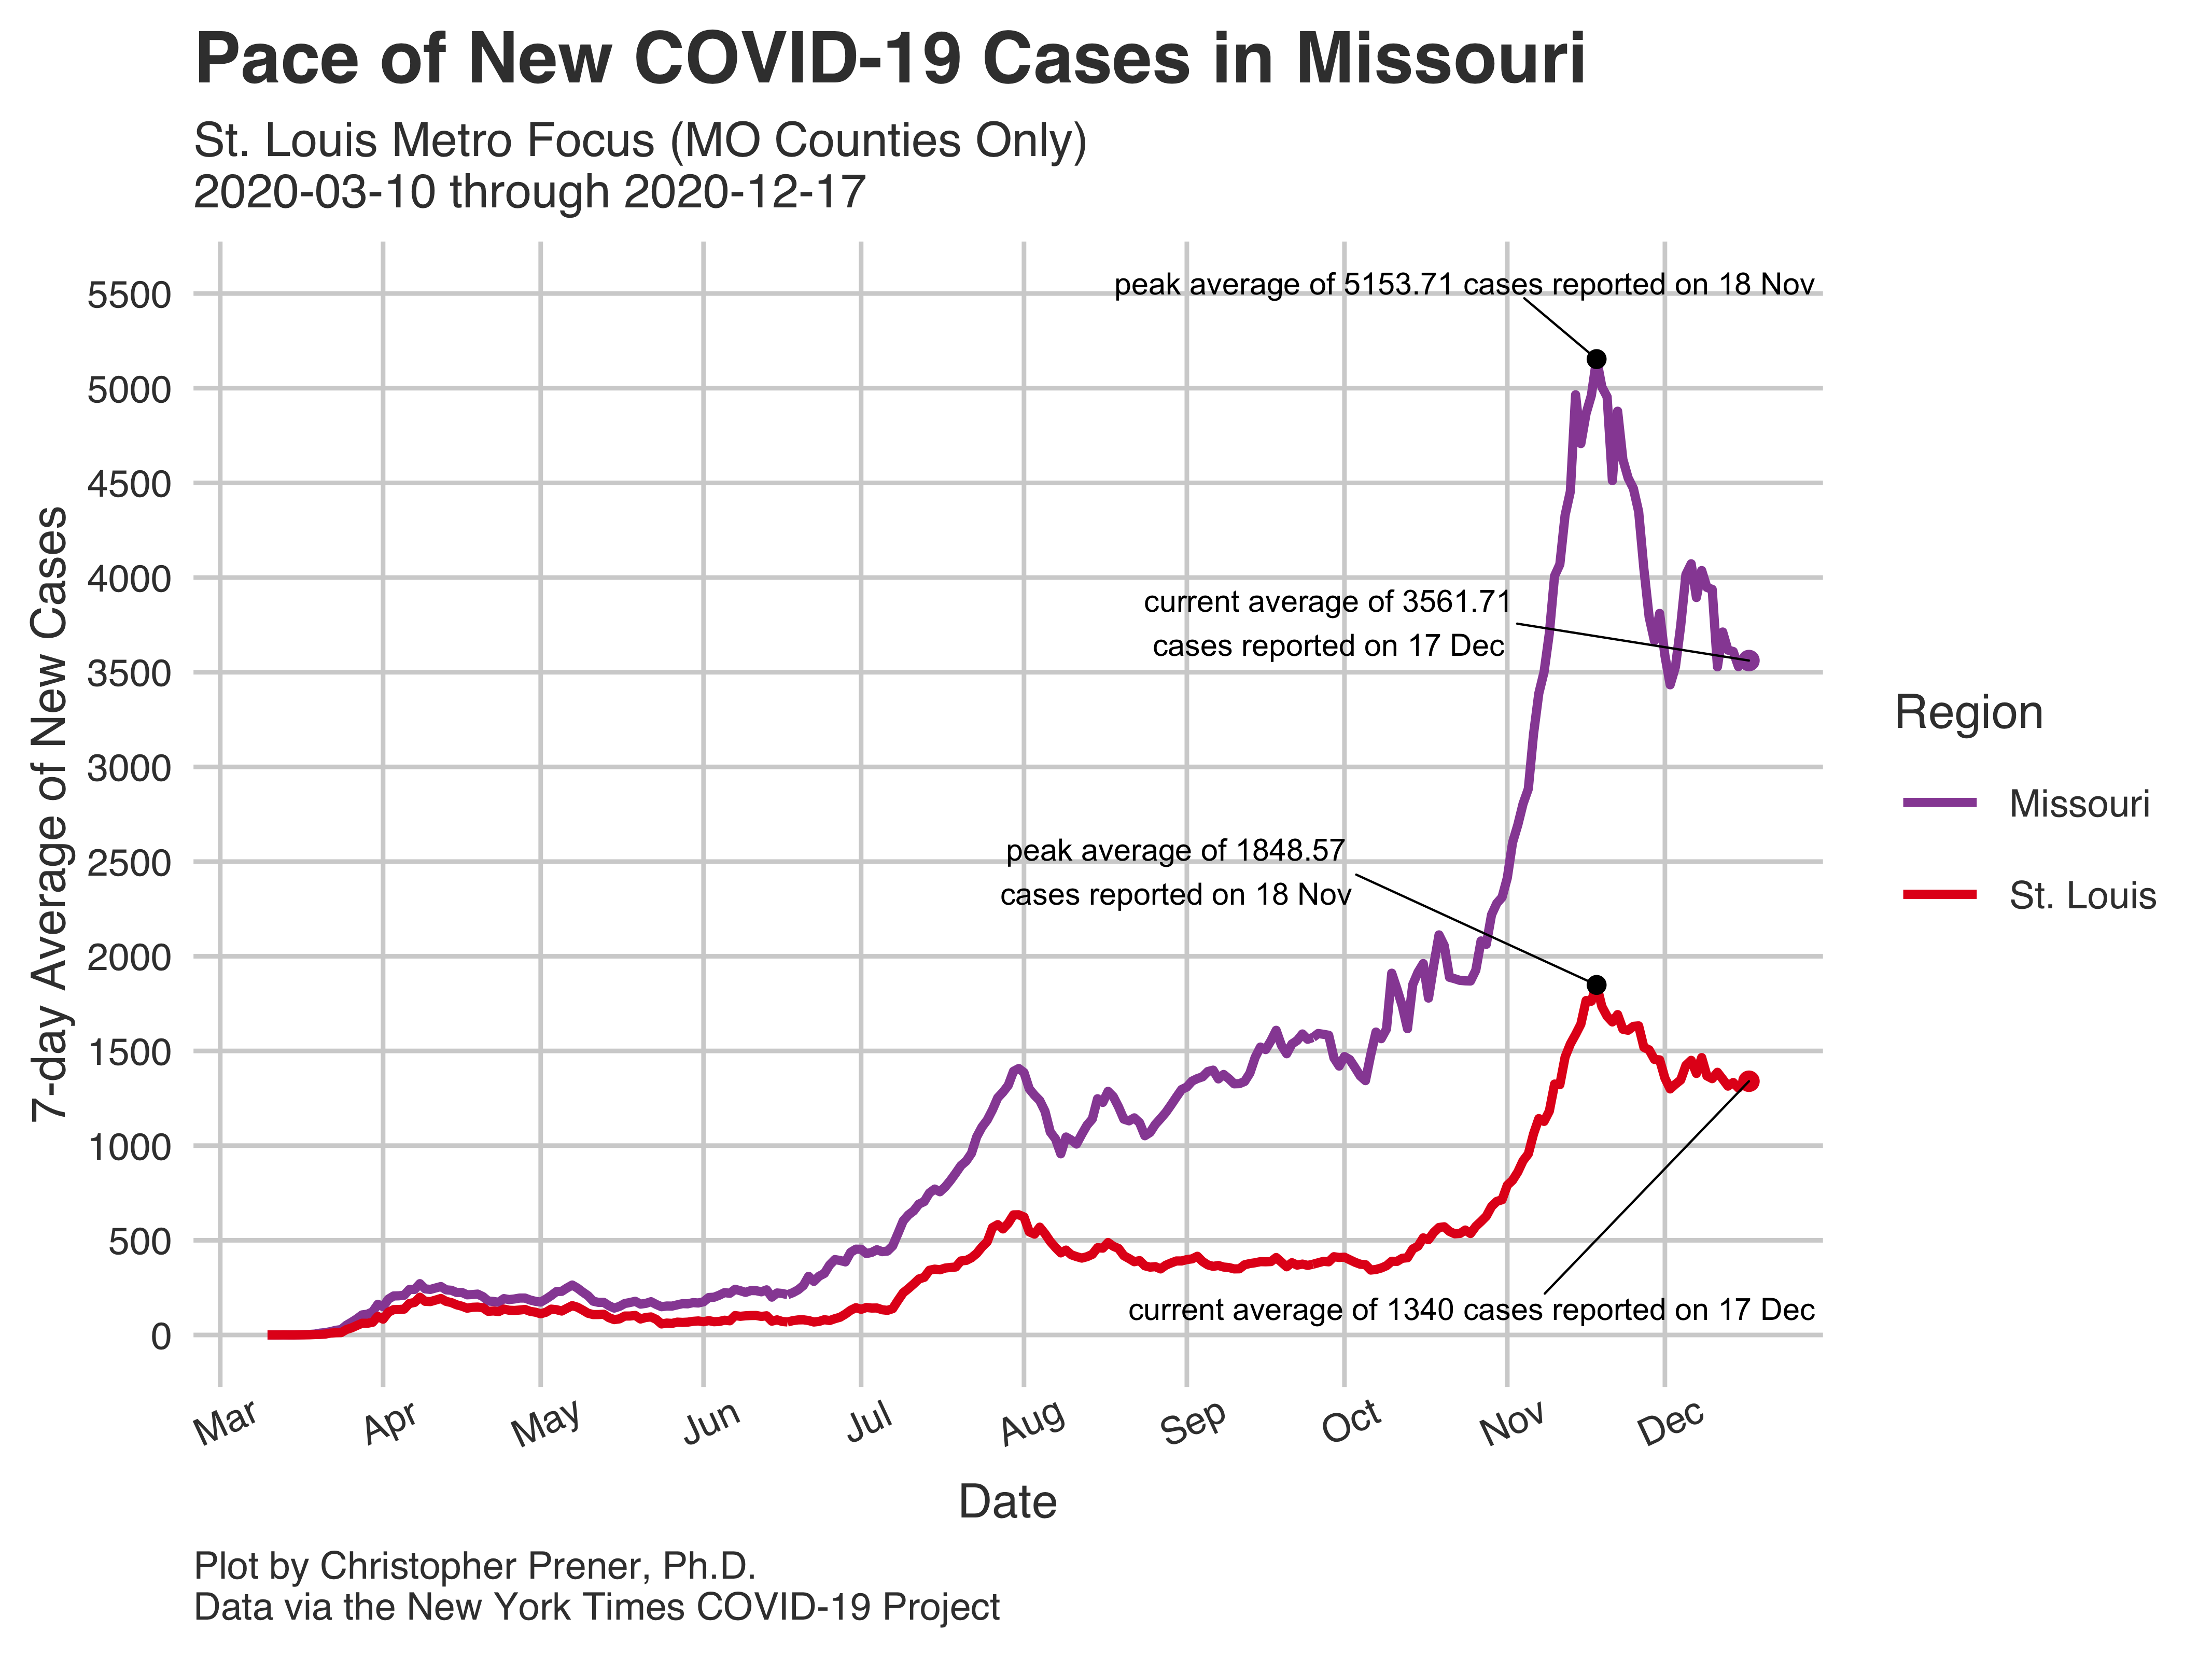 Pace of New COVID-19 Cases in Missouri
St. Louis Metro Focus (MO Counties Only)
2020-03-10 through 2020-12-17
7-day Average of New Cases
5500
5000
4500
4000
3500
3000
2500
2000
1500
1000
500
0
peak average of 5153.71 cases reported on 18 Nov
current average of 3561.71
cases reported on 17 Dec
peak average of 1848.57
cases reported on 18 Nov
current average of 1340 cases reported on 17 Dec
Region
Missouri
St. Louis
Mar Apr May Jun Jul Aug Sep Oct Nov Dec
Date
Plot by Christopher Prener, Ph.D.
Data via the New York Times COVID-19 Project